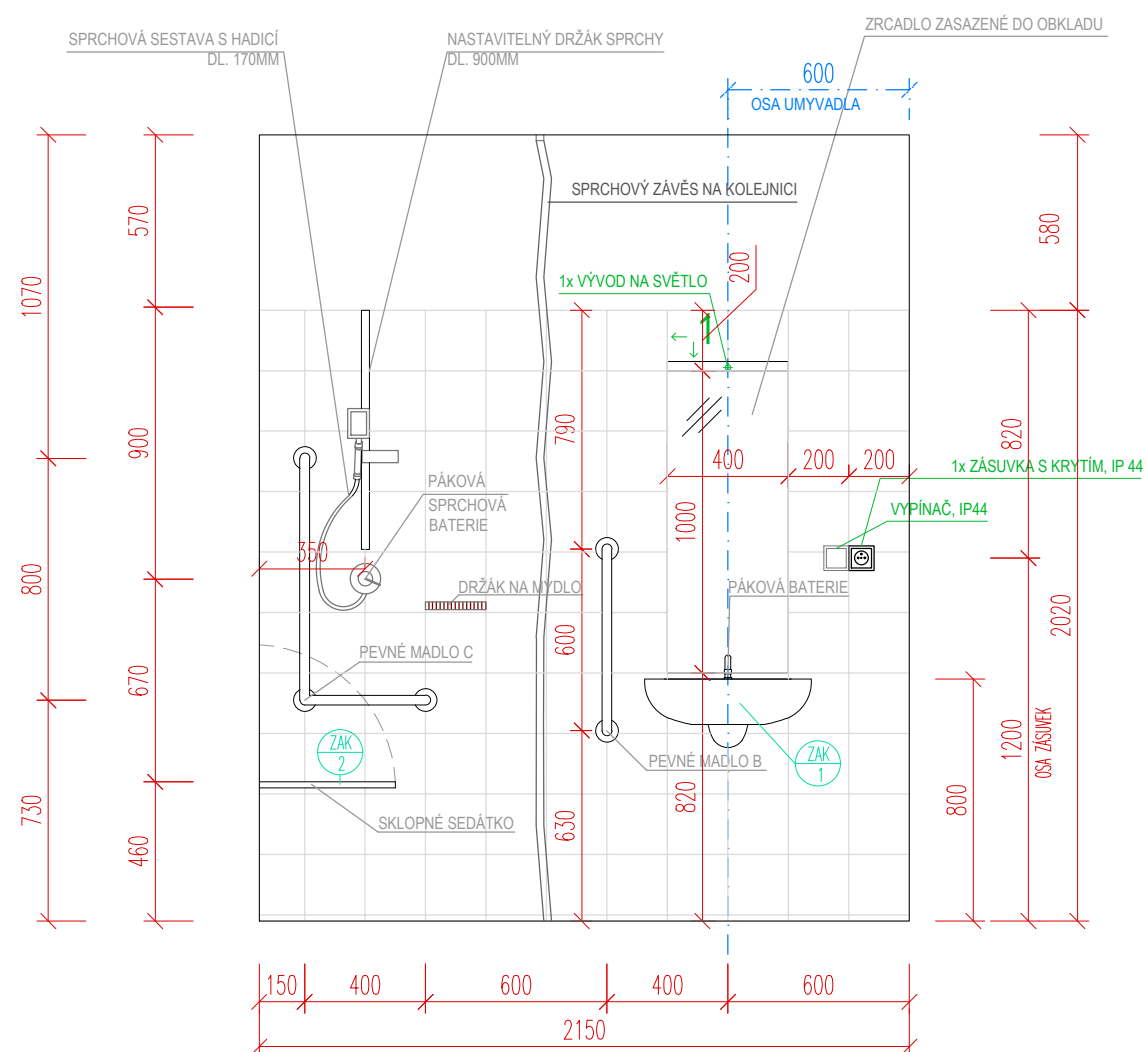 ZRCADLO ZASAZENÉ DO OBKLADU
SPRCHOVÁ SESTAVA S HADICÍ
DL. 170MM
NASTAVITELNÝ DRŽÁK SPRCHY
DL. 900MM
600
OSA UMYVADLA
SPRCHOVÝ ZÁVĚS NA KOLEJNICI
1x VÝVOD NA SVĚTLO
200
1
1070
570
580
900
790
820
400
200
200
1x ZÁSUVKA S KRYTÍM, IP 44
VYPÍNAČ, IP44
PÁKOVÁ
SPRCHOVÁ
BATERIE
1000
350
800
DRŽÁK NA MÝDLO
PÁKOVÁ BATERIE
600
2020
PEVNÉ MADLO C
670
ZAK
2
PEVNÉ MADLO B
ZAK
1
1200
OSA ZÁSUVEK
730
460
SKLOPNÉ SEDÁTKO
630
820
800
150
400
600
400
600
2150